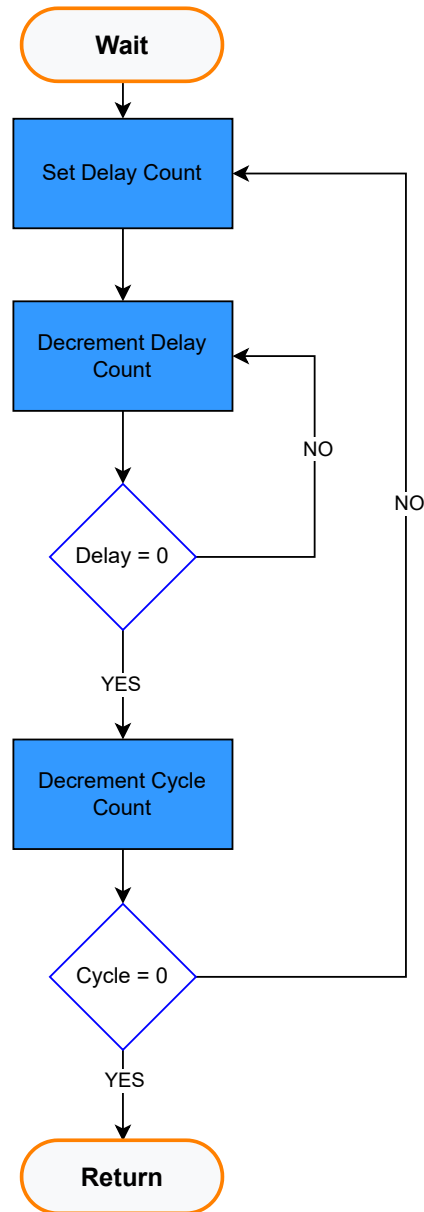 Wait
Set Delay Count
Decrement Delay
Count
NO
NO
Delay = 0
YES
Decrement Cycle
Count
Cycle = 0
YES
Return